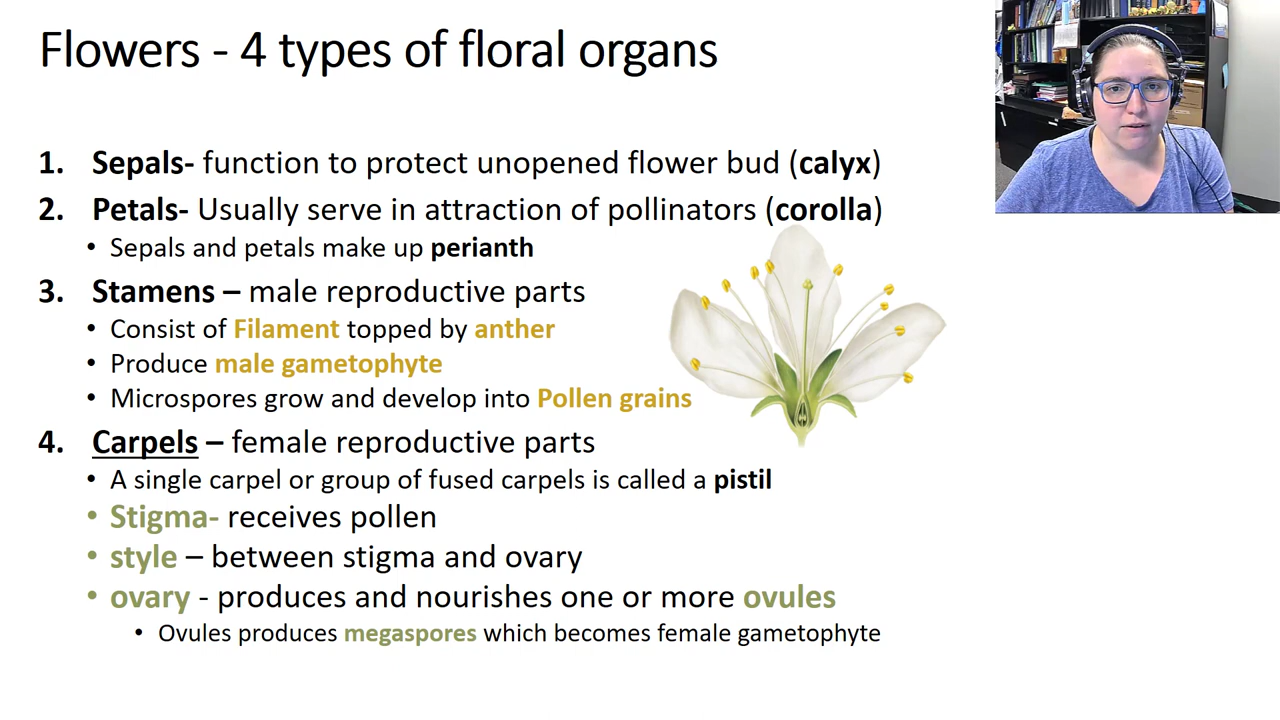 Flowers - 4 types of floral organs
1. Sepals- function to protect unopened flower bud (calyx)
2. Petals- Usually serve in attraction of pollinators (corolla)
• Sepals and petals make up perianth
3. Stamens – male reproductive parts
• Consist of Filament topped by anther
• Produce male gametophyte
• Microspores grow and develop into Pollen grains
4. Carpels – female reproductive parts
• A single carpel or group of fused carpels is called a pistil
• Stigma- receives pollen
• style – between stigma and ovary
• ovary - produces and nourishes one or more ovules
• Ovules produces megaspores which becomes female gametophyte